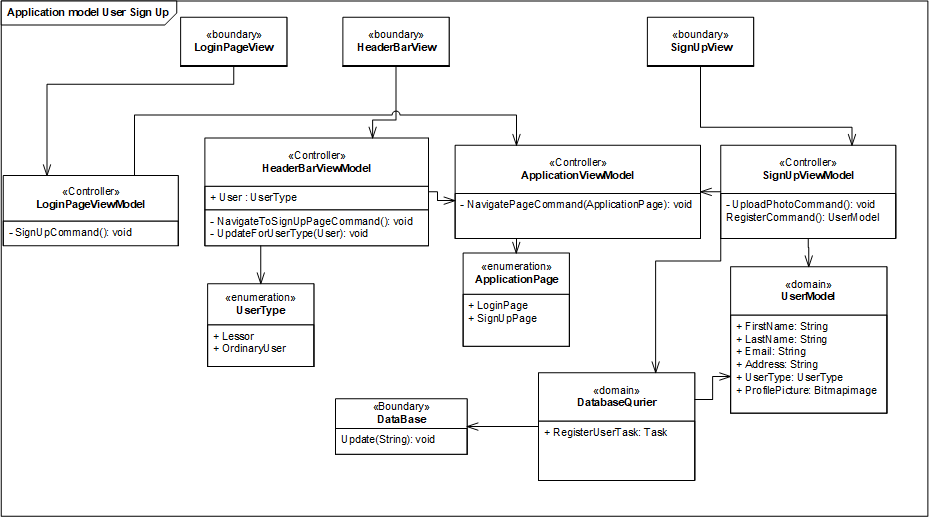 Application model User Sign Up
«boundary»
LoginPageView
«boundary»
HeaderBarView
«boundary»
SignUpView
«Controller»
LoginPageViewModel
- SignUpCommand(): void
«Controller»
HeaderBarViewModel
+ User : UserType
- NavigateToSignUpPageCommand(): void
- UpdateForUserType(User): void
«Controller»
ApplicationViewModel
- NavigatePageCommand(ApplicationPage): void
«Controller»
SignUpViewModel
- UploadPhotoCommand(): void
RegisterCommand(): UserModel
«enumeration»
UserType
+ Lessor
+ OrdinaryUser
«enumeration»
ApplicationPage
+ LoginPage
+ SignUpPage
«domain»
UserModel
+ FirstName: String
+ LastName: String
+ Email: String
+ Address: String
+ UserType: UserType
+ ProfilePicture: Bitmapimage
«Boundary»
DataBase
Update(String): void
«domain»
DatabaseQurier
+ RegisterUserTask: Task